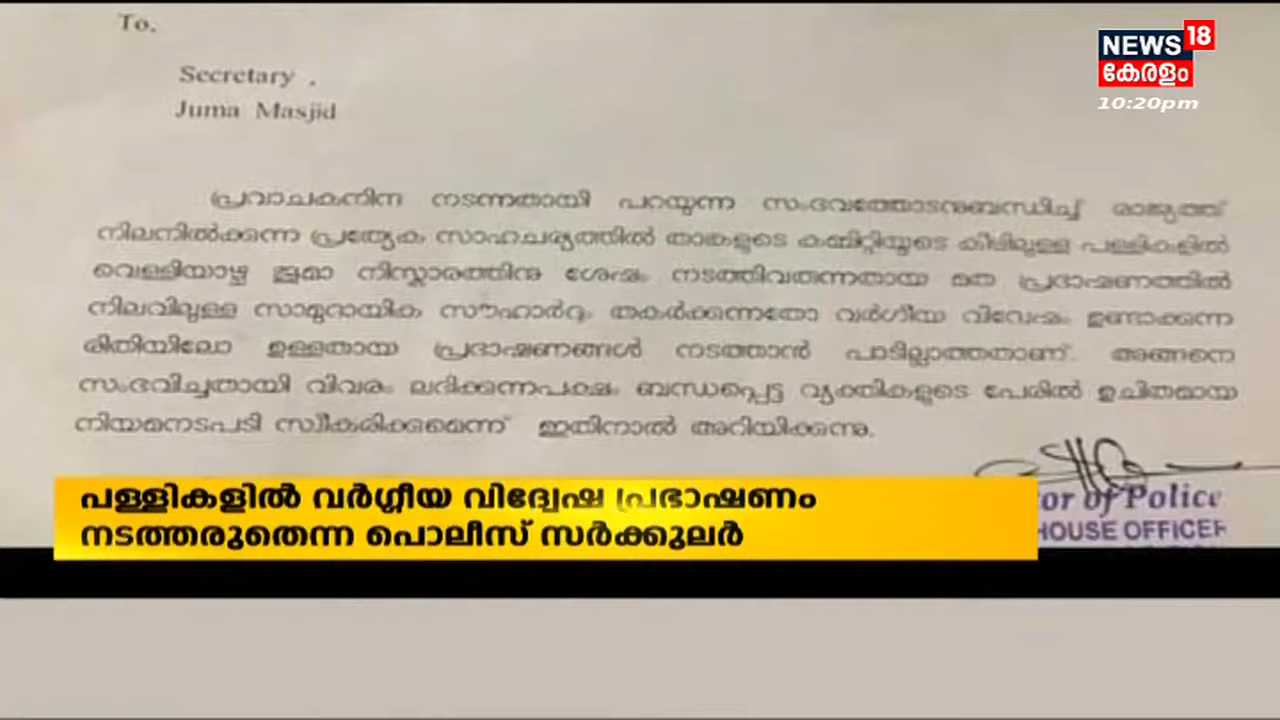 To.
NEWS 18
Secretary .
കേരളം
Juma Masjid
10:20pm
പ്രവാചകനിന്ദ നടന്നതായി പറയുന്ന സംഭവത്തോടനുബന്ധിച്ച് രാജ്യത്ത്
നിലനിൽക്കുന്ന പ്രത്യേക സാഹചര്യത്തിൽ താങ്കളുടെ കമ്മിറ്റിയുടെ കീഴിലുള്ള പള്ളികളിൽ
വെള്ളിയാഴ്ച ജുമാ നിസ്കാരത്തിനു ശേഷം നടത്തിവരുന്നതായ മത പ്രഭാഷണത്തിൽ
നിലവിലുള്ള സാമുദായിക സൗഹാർദ്ദം തകർക്കുന്നതോ വർഗീയ വിദ്വേഷം ഉണ്ടാക്കുന്ന
രീതിയിലോ ഉള്ളതായ പ്രഭാഷണങ്ങൾ നടത്താൻ പാടില്ലാത്തതാണ്. അങ്ങനെ
സംഭവിച്ചതായി വിവരം ലഭിക്കുന്നപക്ഷം ബന്ധപ്പെട്ട വ്യക്തികളുടെ പേരിൽ ഉചിതമായ
നിയമനടപടി സ്വീകരിക്കുമെന്ന് ഇതിനാൽ അറിയിക്കുന്നു.
of Police
HOUSE OFFICER
പള്ളികളിൽ വർഗ്ഗീയ വിദ്വേഷ പ്രഭാഷണം
നടത്തരുതെന്ന പൊലീസ് സർക്കുലർ